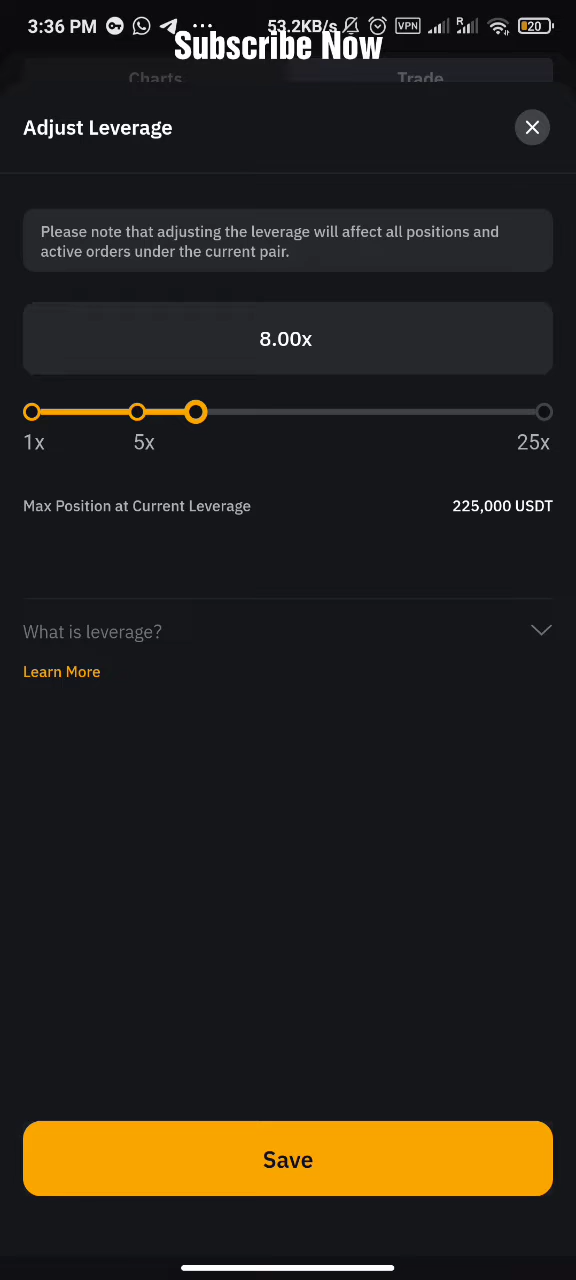 3:36 PM
53.2KB/s
VPN
R
20
Subscribe Now
Charts
Trade
Adjust Leverage
Please note that adjusting the leverage will affect all positions and
active orders under the current pair.
8.00x
1x
5x
25x
Max Position at Current Leverage
225,000 USDT
What is leverage?
Learn More
Save